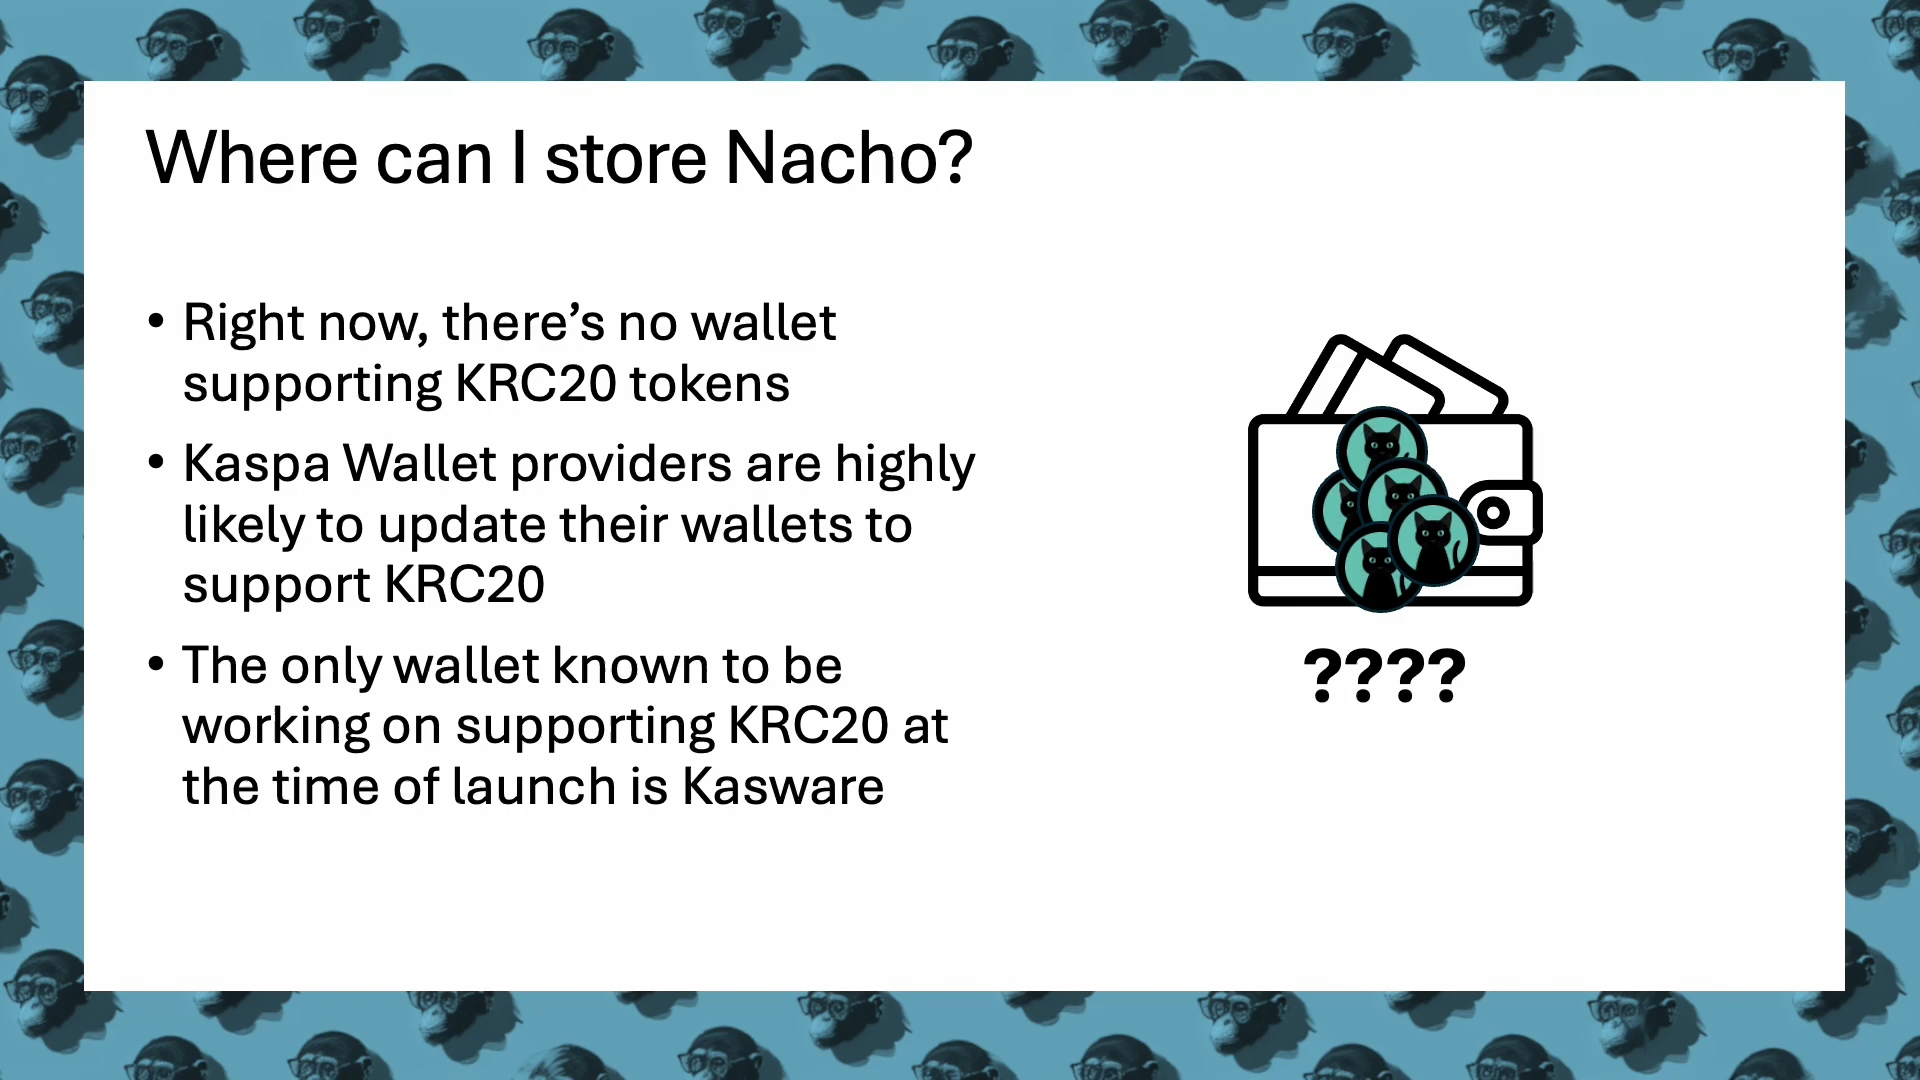 Where can I store Nacho?
• Right now, there’s no wallet
supporting KRC20 tokens
• Kaspa Wallet providers are highly
likely to update their wallets to
support KRC20
• The only wallet known to be
working on supporting KRC20 at
the time of launch is Kasware
????